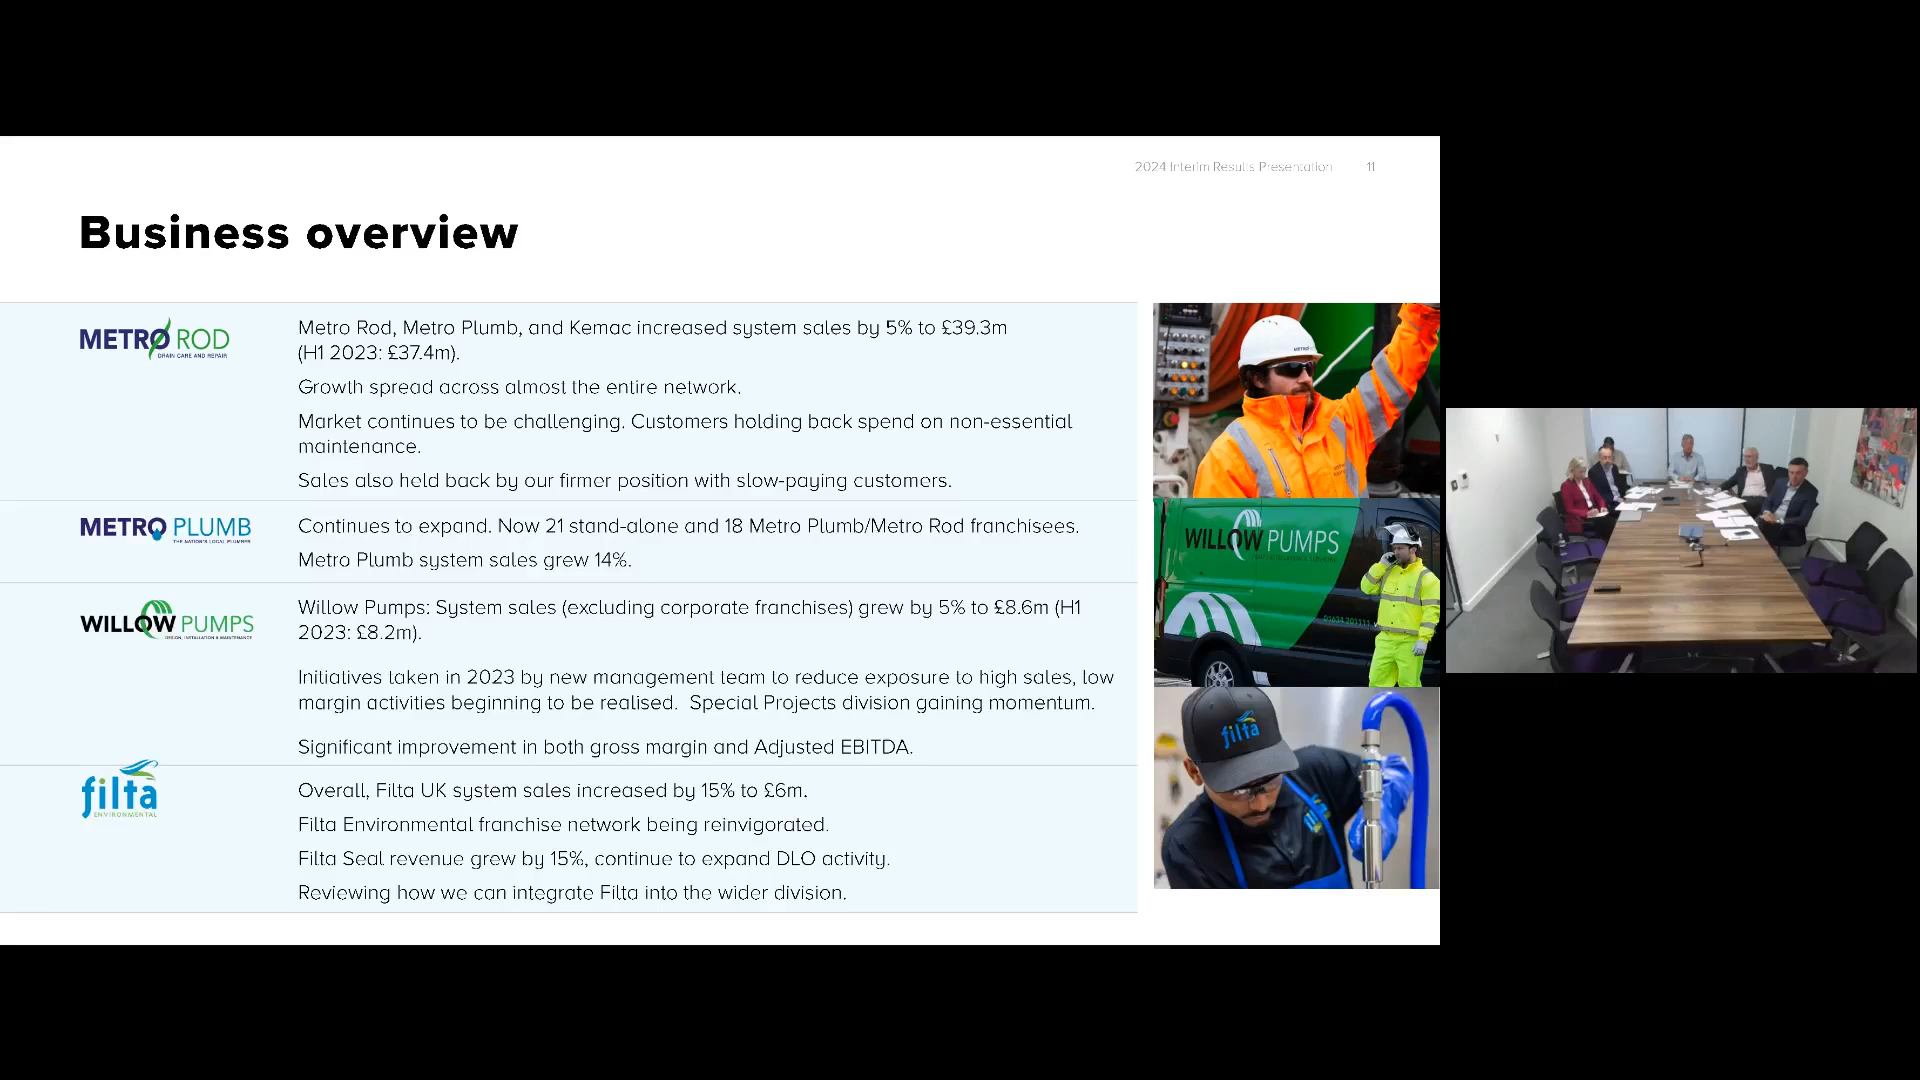 2024 Interim Results Presentation 11
Business overview
METRO ROD
DRAIN CARE AND REPAIR
Metro Rod, Metro Plumb, and Kemac increased system sales by 5% to £39.3m
(H1 2023: £37.4m).
Growth spread across almost the entire network.
Market continues to be challenging. Customers holding back spend on non-essential
maintenance.
Sales also held back by our firmer position with slow-paying customers.
METRO PLUMB
THE NATION'S LOCAL PLUMBER
Continues to expand. Now 21 stand-alone and 18 Metro Plumb/Metro Rod franchisees.
Metro Plumb system sales grew 14%.
WILLOW PUMPS
DESIGN, INSTALLATION & MAINTENANCE
Willow Pumps: System sales (excluding corporate franchises) grew by 5% to £8.6m (H1
2023: £8.2m).
Initiatives taken in 2023 by new management team to reduce exposure to high sales, low
margin activities beginning to be realised.  Special Projects division gaining momentum.
Significant improvement in both gross margin and Adjusted EBITDA.
filta
ENVIRONMENTAL
Overall, Filta UK system sales increased by 15% to £6m.
Filta Environmental franchise network being reinvigorated.
Filta Seal revenue grew by 15%, continue to expand DLO activity.
Reviewing how we can integrate Filta into the wider division.
WILLOW PUMPS
filta